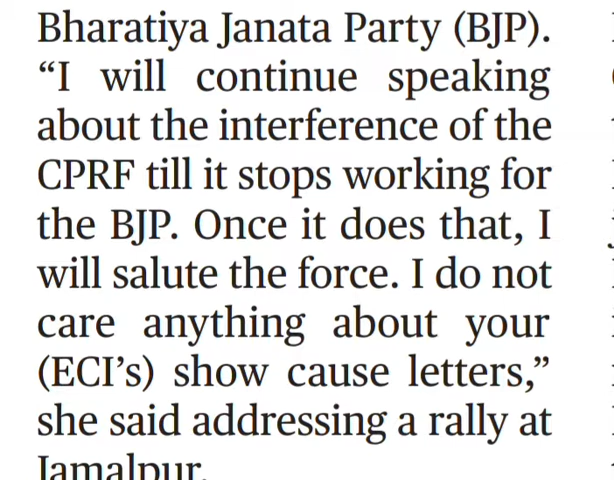 Bharatiya Janata Party (BJP).
“I will continue speaking
about the interference of the
CPRF till it stops working for
the BJP. Once it does that, I
will salute the force. I do not
care anything about your
(ECI’s) show cause letters,”
she said addressing a rally at
Jamalpur.